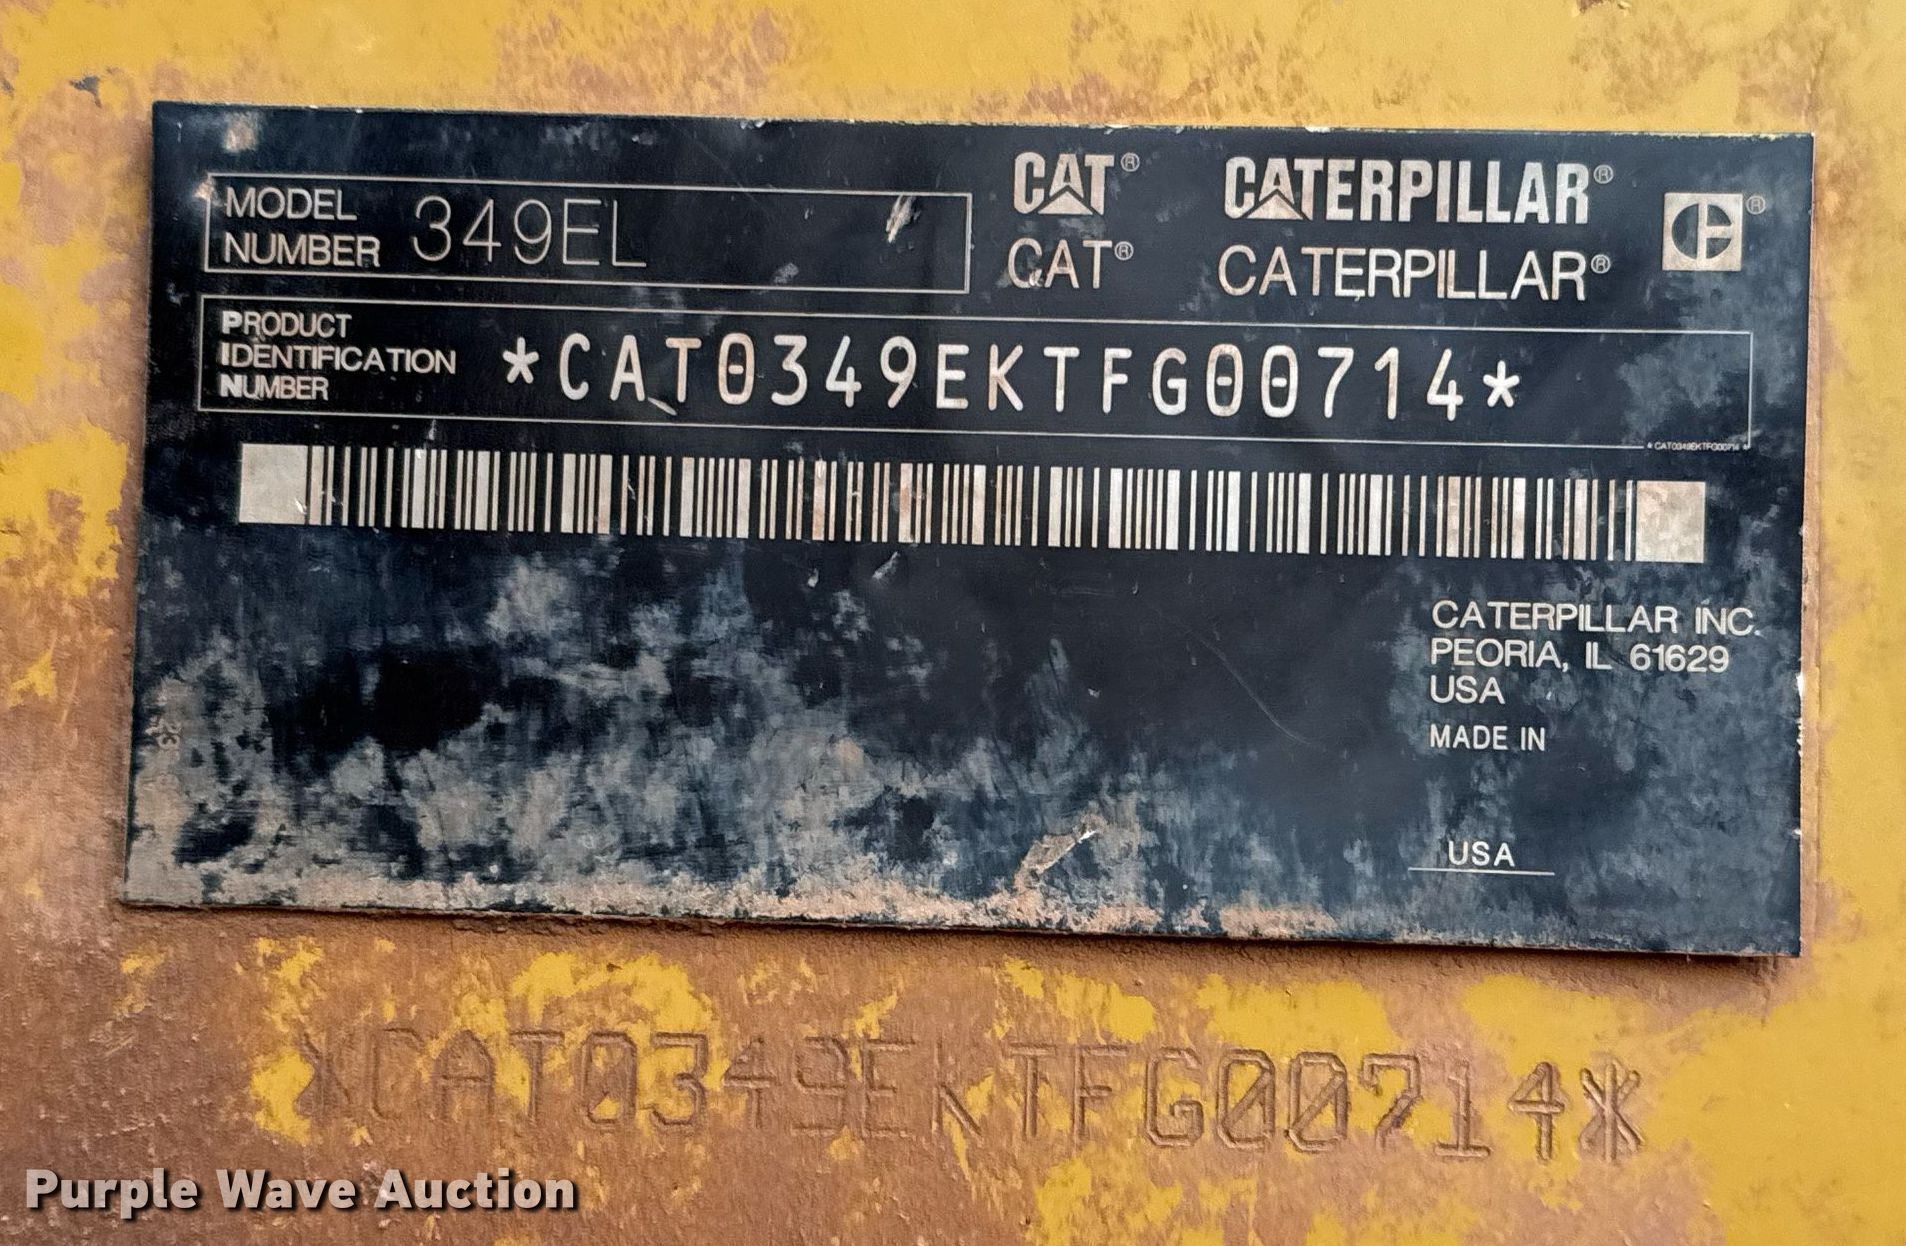 MODEL NUMBER 349EL
CAT® CATERPILLAR®
CAT® CATERPILLAR®
PRODUCT IDENTIFICATION NUMBER *CAT0349EKTFG00714*
*CAT0349EKTFG00714*
CATERPILLAR INC.
PEORIA, IL 61629
USA
MADE IN
USA
*CAT0349EKTFG00714*
Purple Wave Auction